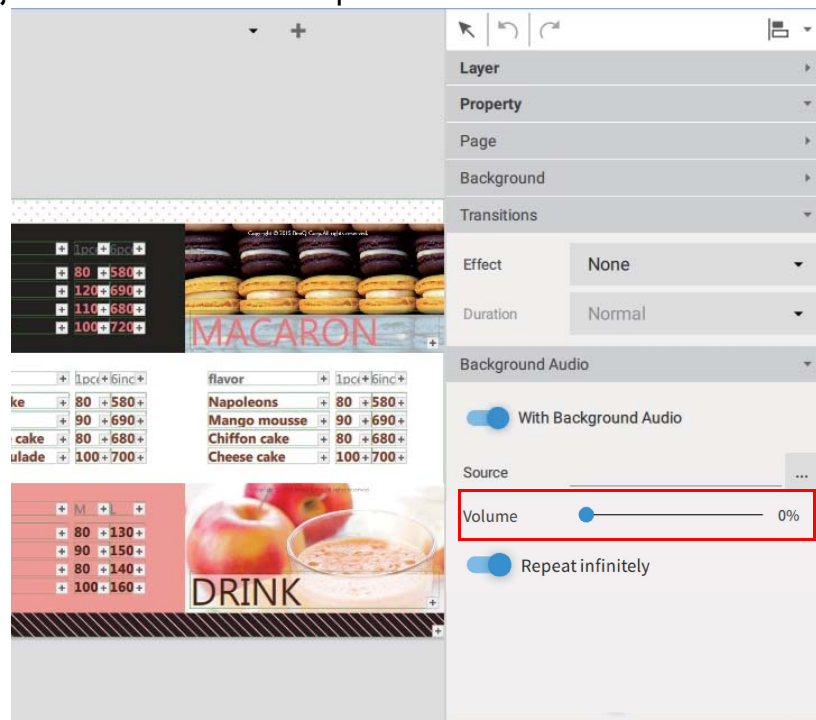 Layer
Property
Page
Background
Transitions
Effect None
Duration Normal
Background Audio
With Background Audio
Source ...
Volume 0%
Repeat infinitely
1pc 6pc
80 580
120 690
110 680
100 720
MACARON
1pc 6inc
ke 80 580
90 690
cake 80 680
ulade 100 700
flavor 1pc 6inc
Napoleons 80 580
Mango mousse 90 690
Chiffon cake 80 680
Cheese cake 100 700
M L
80 130
90 150
80 140
100 160
DRINK